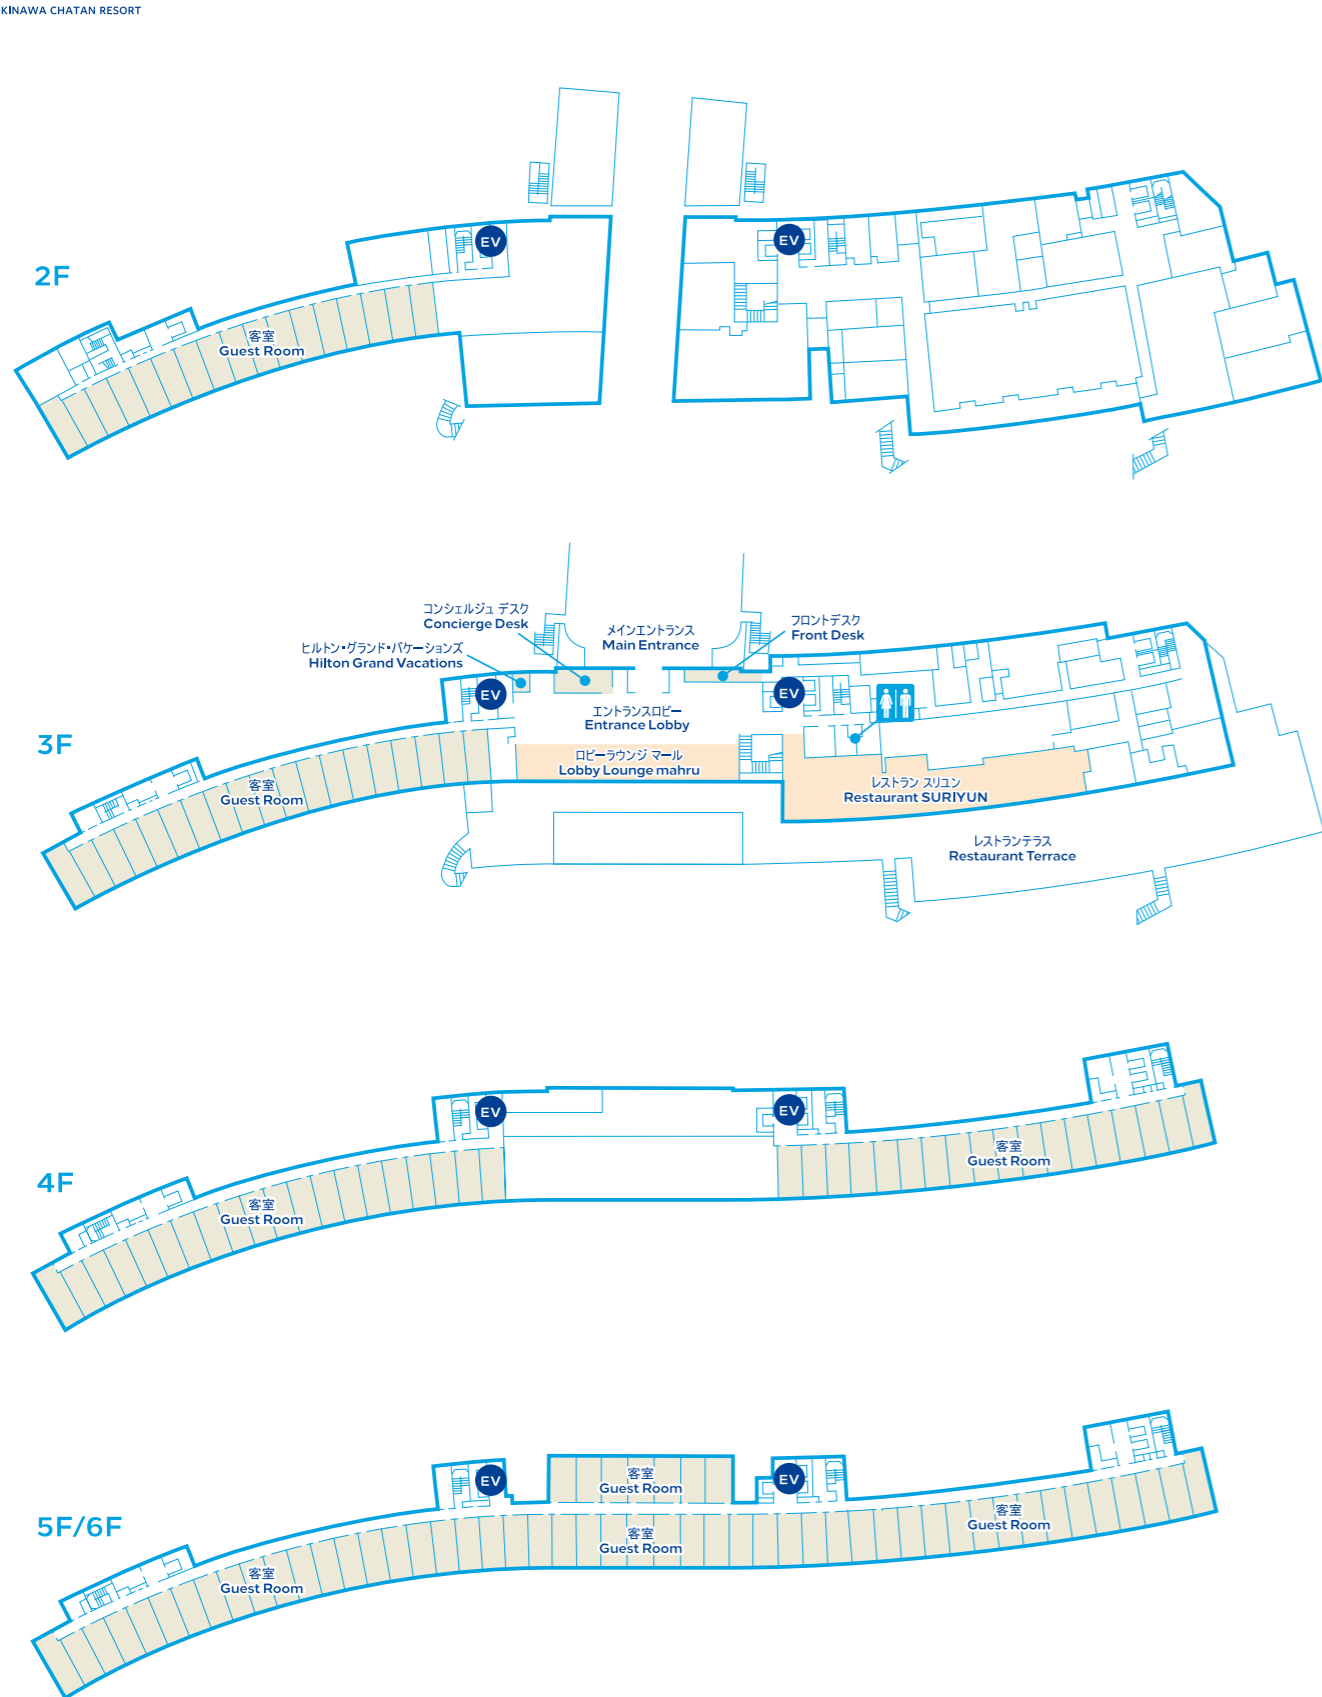 KINAWA CHATAN RESORT
2F
EV
EV
客室
Guest Room
3F
コンシェルジュ デスク
Concierge Desk
ヒルトン・グランド・バケーションズ
Hilton Grand Vacations
メインエントランス
Main Entrance
フロントデスク
Front Desk
EV
EV
エントランスロビー
Entrance Lobby
ロビーラウンジ マール
Lobby Lounge mahru
客室
Guest Room
レストラン スリユン
Restaurant SURIYUN
レストランテラス
Restaurant Terrace
4F
EV
EV
客室
Guest Room
客室
Guest Room
5F/6F
EV
EV
客室
Guest Room
客室
Guest Room
客室
Guest Room
客室
Guest Room